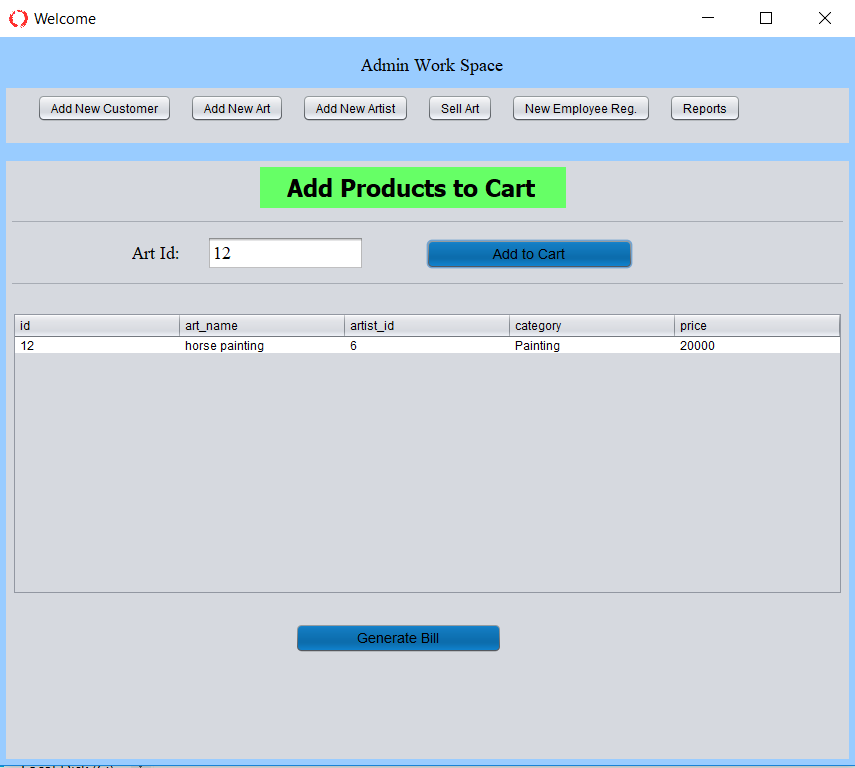 Welcome
Admin Work Space
Add New Customer Add New Art Add New Artist Sell Art New Employee Reg. Reports
Add Products to Cart
Art Id: 12 Add to Cart
id art_name artist_id category price
12 horse painting 6 Painting 20000
Generate Bill